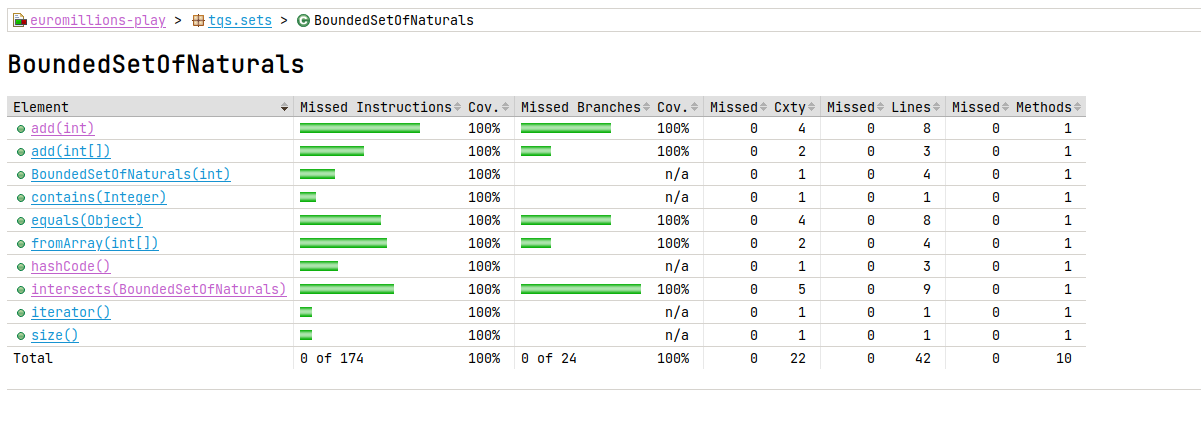 euromillions-play > tqs.sets > BoundedSetOfNaturals
BoundedSetOfNaturals
Element Missed Instructions Cov. Missed Branches Cov. Missed Cxty Missed Lines Missed Methods
add(int) 100% 100% 0 4 0 8 0 1
add(int[]) 100% 100% 0 2 0 3 0 1
BoundedSetOfNaturals(int) 100% n/a 0 1 0 4 0 1
contains(Integer) 100% n/a 0 1 0 1 0 1
equals(Object) 100% 100% 0 4 0 8 0 1
fromArray(int[]) 100% 100% 0 2 0 4 0 1
hashCode() 100% n/a 0 1 0 3 0 1
intersects(BoundedSetOfNaturals) 100% 100% 0 5 0 9 0 1
iterator() 100% n/a 0 1 0 1 0 1
size() 100% n/a 0 1 0 1 0 1
Total 0 of 174 100% 0 of 24 100% 0 22 0 42 0 10